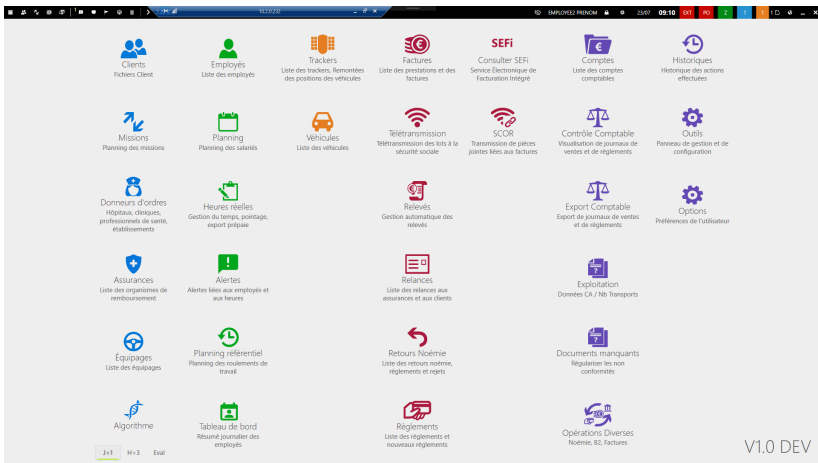 10.2.0.232
EMPLOYEE2 PRENOM
23/07 09:10 EXT PO Z
Clients
Fichiers Client
Employés
Liste des employés
Trackers
Liste des trackers, Remontées
des positions des véhicules
Factures
Liste des prestations et des
factures
SEFi
Consulter SEFi
Service Électronique de
Facturation Intégré
Comptes
Liste des comptes
comptables
Historiques
Historique des actions
effectuées
Missions
Planning des missions
Planning
Planning des salariés
Véhicules
Liste des véhicules
Télétransmission
Télétransmission des lots à la
sécurité sociale
SCOR
Transmission de pièces
jointes liées aux factures
Contrôle Comptable
Visualisation de journaux de
ventes et de règlements
Outils
Panneau de gestion et de
configuration
Donneurs d'ordres
Hôpitaux, cliniques,
professionnels de santé,
établissements
Heures réelles
Gestion du temps, pointage,
export prépaie
Relevés
Gestion automatique des
relevés
Export Comptable
Export de journaux de ventes
et de règlements
Options
Préférences de l'utilisateur
Assurances
Liste des organismes de
remboursement
Alertes
Alertes liées aux employés et
aux heures
Relances
Liste des relances aux
assurances et aux clients
Exploitation
Données CA / Nb Transports
Équipages
Liste des équipages
Planning référentiel
Planning des roulements de
travail
Retours Noémie
Liste des retours noémie,
règlements et rejets
Documents manquants
Régulariser les non
conformités
Algorithme
J+1 H+3 Eval
Tableau de bord
Résumé journalier des
employés
Règlements
Liste des règlements et
nouveaux règlements
Opérations Diverses
Noémie, B2, Factures
V1.0 DEV